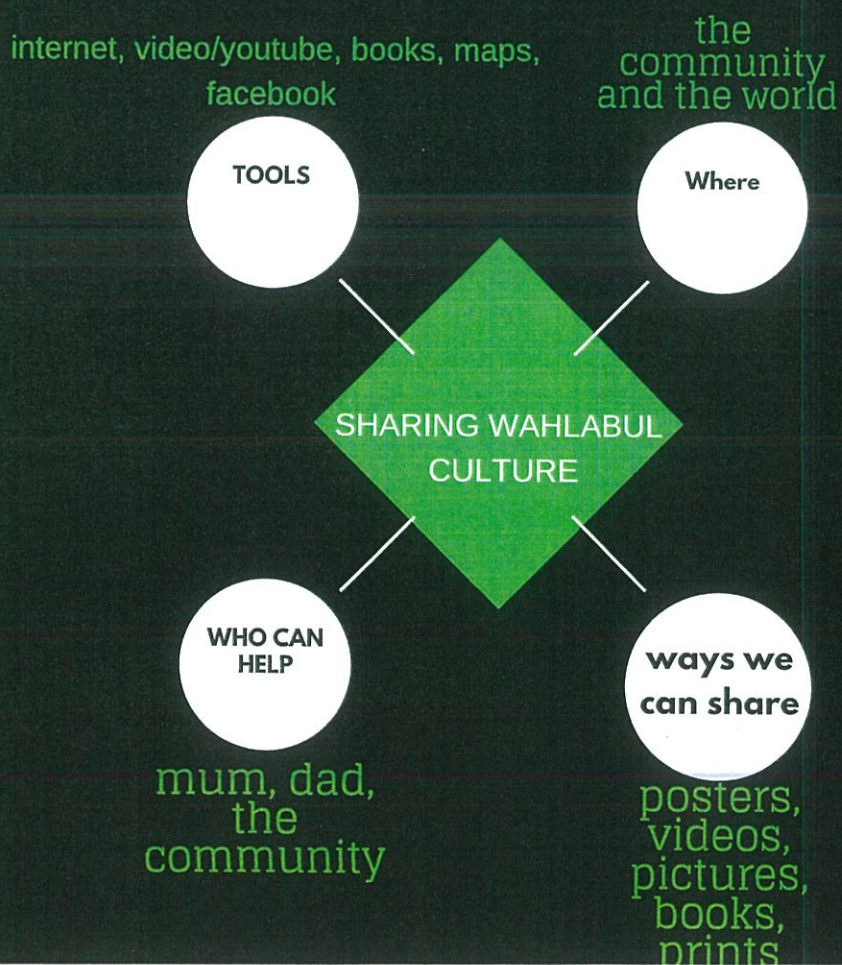 internet, video/youtube, books, maps,
facebook
TOOLS
the
community
and the world
Where
SHARING WAHLABUL
CULTURE
WHO CAN
HELP
mum, dad,
the
community
ways we
can share
posters,
videos,
pictures,
books,
prints